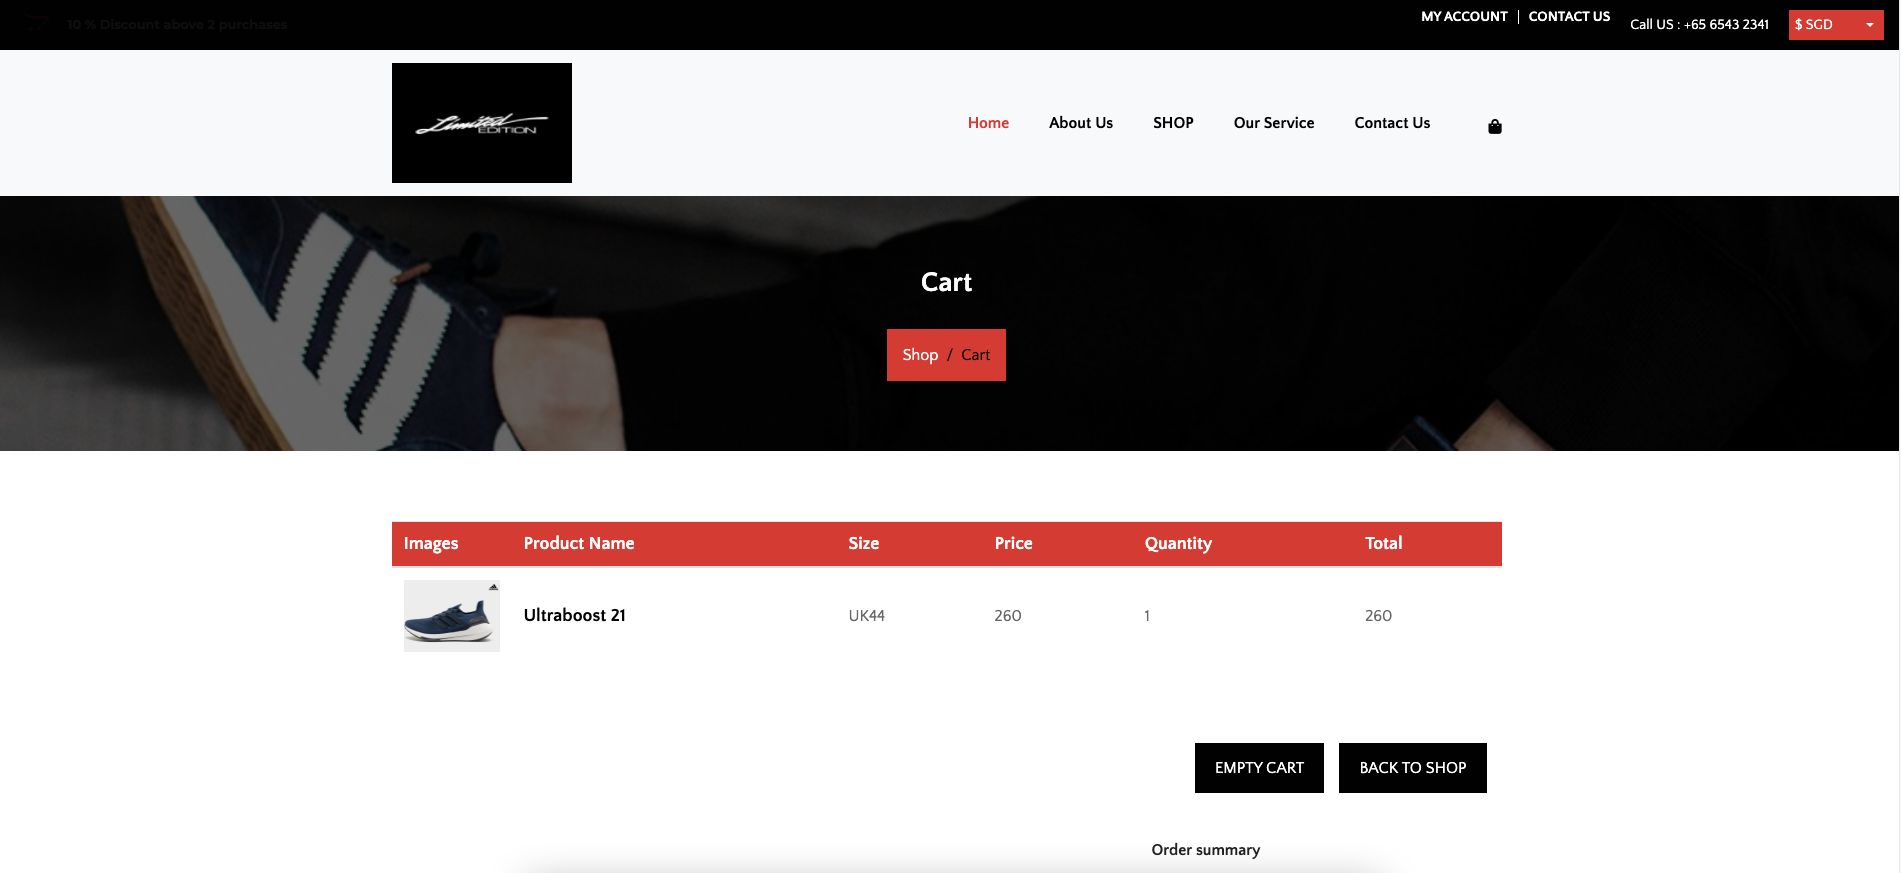 10 % Discount above 2 purchases
MY ACCOUNT
CONTACT US
Call US : +65 6543 2341
$ SGD
Limited
EDITION
Home
About Us
SHOP
Our Service
Contact Us
Cart
Shop / Cart
Images Product Name Size Price Quantity Total
Ultraboost 21 UK44 260 1 260
EMPTY CART
BACK TO SHOP
Order summary